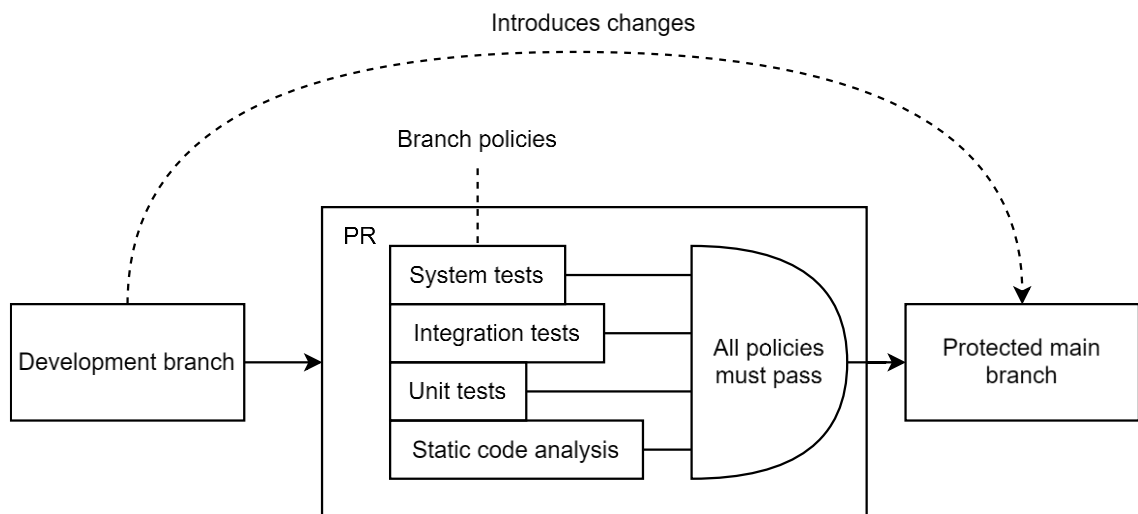 Introduces changes
Branch policies
PR
System tests
Integration tests
Unit tests
Static code analysis
All policies
must pass
Development branch
Protected main
branch